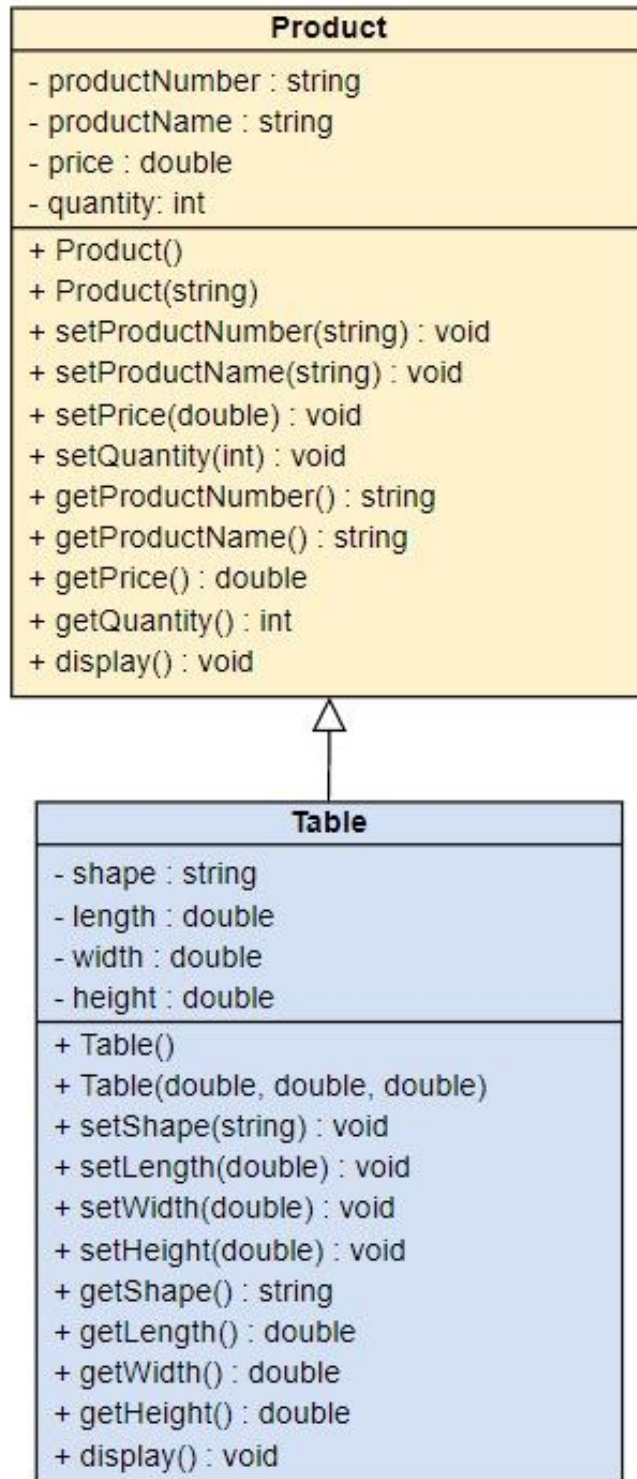 Product
- productNumber : string
- productName : string
- price : double
- quantity: int
+ Product()
+ Product(string)
+ setProductNumber(string) : void
+ setProductName(string) : void
+ setPrice(double) : void
+ setQuantity(int) : void
+ getProductNumber() : string
+ getProductName() : string
+ getPrice() : double
+ getQuantity() : int
+ display() : void
Table
- shape : string
- length : double
- width : double
- height : double
+ Table()
+ Table(double, double, double)
+ setShape(string) : void
+ setLength(double) : void
+ setWidth(double) : void
+ setHeight(double) : void
+ getShape() : string
+ getLength() : double
+ getWidth() : double
+ getHeight() : double
+ display() : void